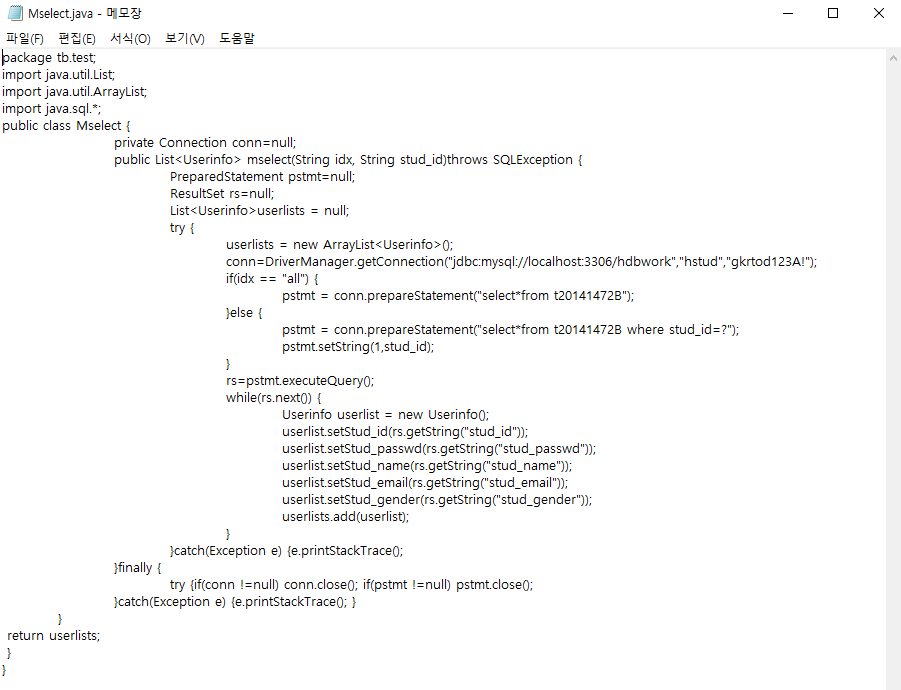 Mselect.java - 메모장
파일(F) 편집(E) 서식(O) 보기(V) 도움말
package tb.test;
import java.util.List;
import java.util.ArrayList;
import java.sql.*;
public class Mselect {
private Connection conn=null;
public List<Userinfo> mselect(String idx, String stud_id)throws SQLException {
PreparedStatement pstmt=null;
ResultSet rs=null;
List<Userinfo>userlists = null;
try {
userlists = new ArrayList<Userinfo>();
conn=DriverManager.getConnection("jdbc:mysql://localhost:3306/hdbwork","hstud","gkrtod123A!");
if(idx == "all") {
pstmt = conn.prepareStatement("select*from t20141472B");
}else {
pstmt = conn.prepareStatement("select*from t20141472B where stud_id=?");
pstmt.setString(1,stud_id);
}
rs=pstmt.executeQuery();
while(rs.next()) {
Userinfo userlist = new Userinfo();
userlist.setStud_id(rs.getString("stud_id"));
userlist.setStud_passwd(rs.getString("stud_passwd"));
userlist.setStud_name(rs.getString("stud_name"));
userlist.setStud_email(rs.getString("stud_email"));
userlist.setStud_gender(rs.getString("stud_gender"));
userlists.add(userlist);
}
}catch(Exception e) {e.printStackTrace();
}finally {
try {if(conn !=null) conn.close(); if(pstmt !=null) pstmt.close();
}catch(Exception e) {e.printStackTrace(); }
}
return userlists;
}
}